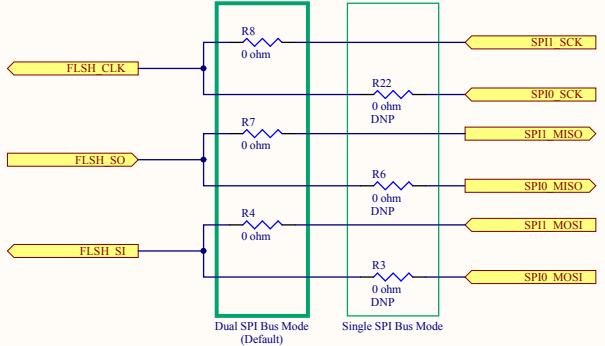 R8
0 ohm
SPI1_SCK
FLSH_CLK
R22
0 ohm
DNP
SPI0_SCK
R7
0 ohm
SPI1_MISO
FLSH_SO
R6
0 ohm
DNP
SPI0_MISO
R4
0 ohm
SPI1_MOSI
FLSH_SI
R3
0 ohm
DNP
SPI0_MOSI
Dual SPI Bus Mode
(Default)
Single SPI Bus Mode